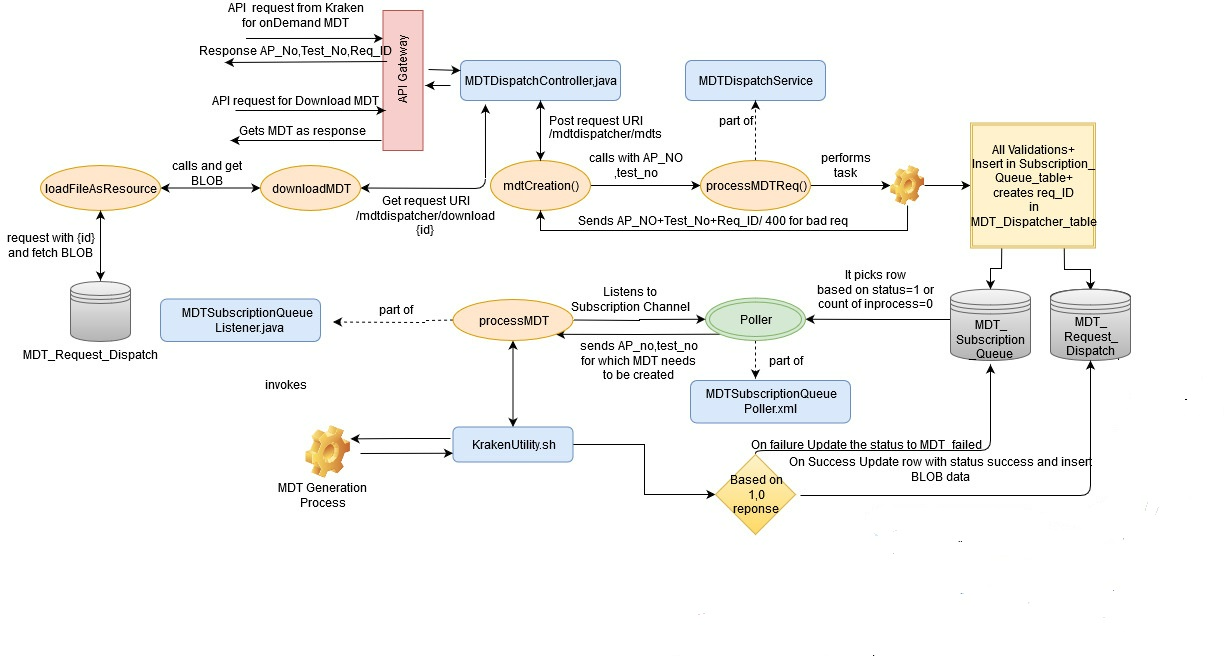 API  request from Kraken
for onDemand MDT
Response AP_No,Test_No,Req_ID
API request for Download MDT
Gets MDT as response
API Gateway
MDTDispatchController,java
MDTDispatchService
Post request URI
/mdtdispatcher/mdts
part of
calls with AP_NO
,test_no
performs
task
All Validations+
Insert in Subscription_
Queue_table+
creates req_ID
in
MDT_Dispatcher_table
calls and get
BLOB
loadFileAsResource
downloadMDT
mdtCreation()
processMDTReq()
Get request URI
/mdtdispatcher/download
{id}
Sends AP_NO+Test_No+Req_ID/ 400 for bad req
request with {id}
and fetch BLOB
MDT_Request_Dispatch
MDTSubscriptionQueue
Listener.java
part of
processMDT
Listens to
Subscription Channel
Poller
It picks row
based on status=1 or
count of inprocess=0
MDT_
Subscription
_Queue
MDT_
Request_
Dispatch
sends AP_no,test_no
for which MDT needs
to be created
part of
MDTSubscriptionQueue
Poller.xml
invokes
KrakenUtility.sh
MDT Generation
Process
On failure Update the status to MDT_failed
On Success Update row with status success and insert
BLOB data
Based on
1,0
reponse